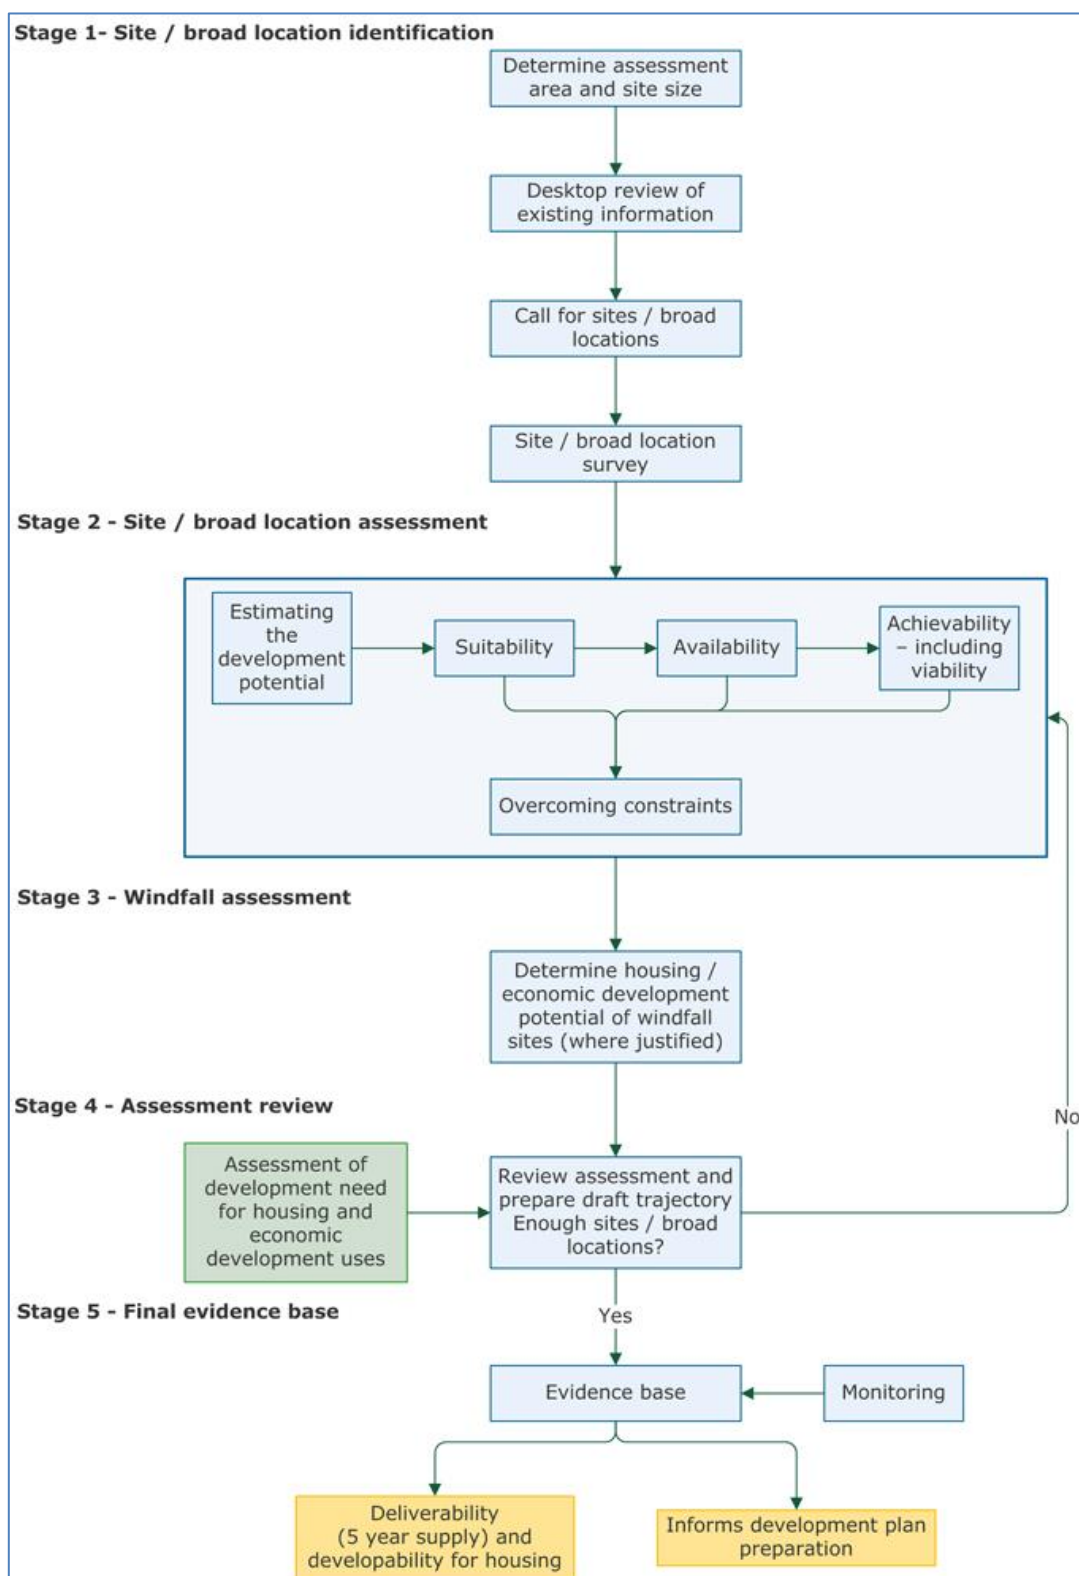 Stage 1- Site / broad location identification
Determine assessment
area and site size
Desktop review of
existing information
Call for sites / broad
locations
Site / broad location
survey
Stage 2 - Site / broad location assessment
Estimating
the
development
potential
Suitability
Availability
Achievability
– including
viability
Overcoming constraints
Stage 3 - Windfall assessment
Determine housing /
economic development
potential of windfall
sites (where justified)
Stage 4 - Assessment review
No
Assessment of
development need
for housing and
economic
development uses
Review assessment and
prepare draft trajectory
Enough sites / broad
locations?
Stage 5 - Final evidence base
Yes
Evidence base
Monitoring
Deliverability
(5 year supply) and
developability for housing
Informs development plan
preparation